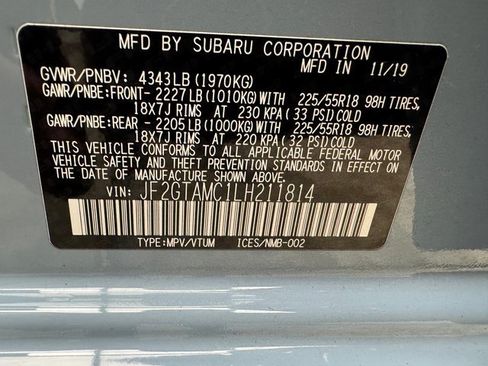 MFD BY SUBARU CORPORATION
GVWR/PNBV: 4343LB(1970KG) MFD IN 11/19
GAWR/PNBE:FRONT- 2227LB(1010KG)WITH 225/55R18 98H TIRES,
18X7J RIMS AT 230 KPA (33 PSI)COLD
GAWR/PNBE:REAR - 2205LB(1000KG)WITH 225/55R18 98H TIRES,
18X7J RIMS AT 220 KPA (32 PSI)COLD
THIS VEHICLE CONFORMS TO ALL APPLICABLE FEDERAL MOTOR
VEHICLE SAFETY AND THEFT PREVENTION STANDARDS IN EFFECT
ON THE DATE OF MANUFACTURE SHOWN ABOVE.
VIN: JF2GTAMC1LH211814
TYPE:MPV/VTUM ICES/NMB-002